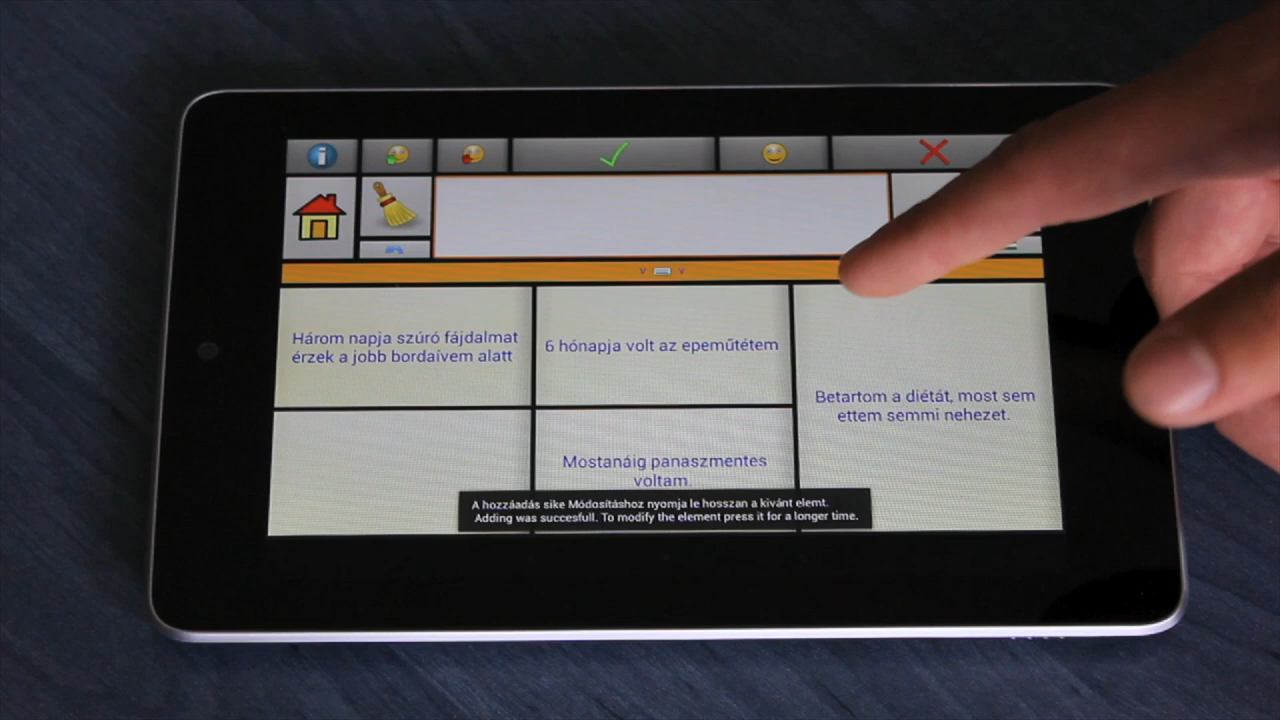 Három napja szúró fájdalmat
érzek a jobb bordaívem alatt
6 hónapja volt az epeműtétem
Betartom a diétát, most sem
ettem semmi nehezet.
Mostanáig panaszmentes
voltam.
A hozzáadás sike Módosításhoz nyomja le hosszan a kivánt elemt.
Adding was succesfull. To modify the element press it for a longer time.